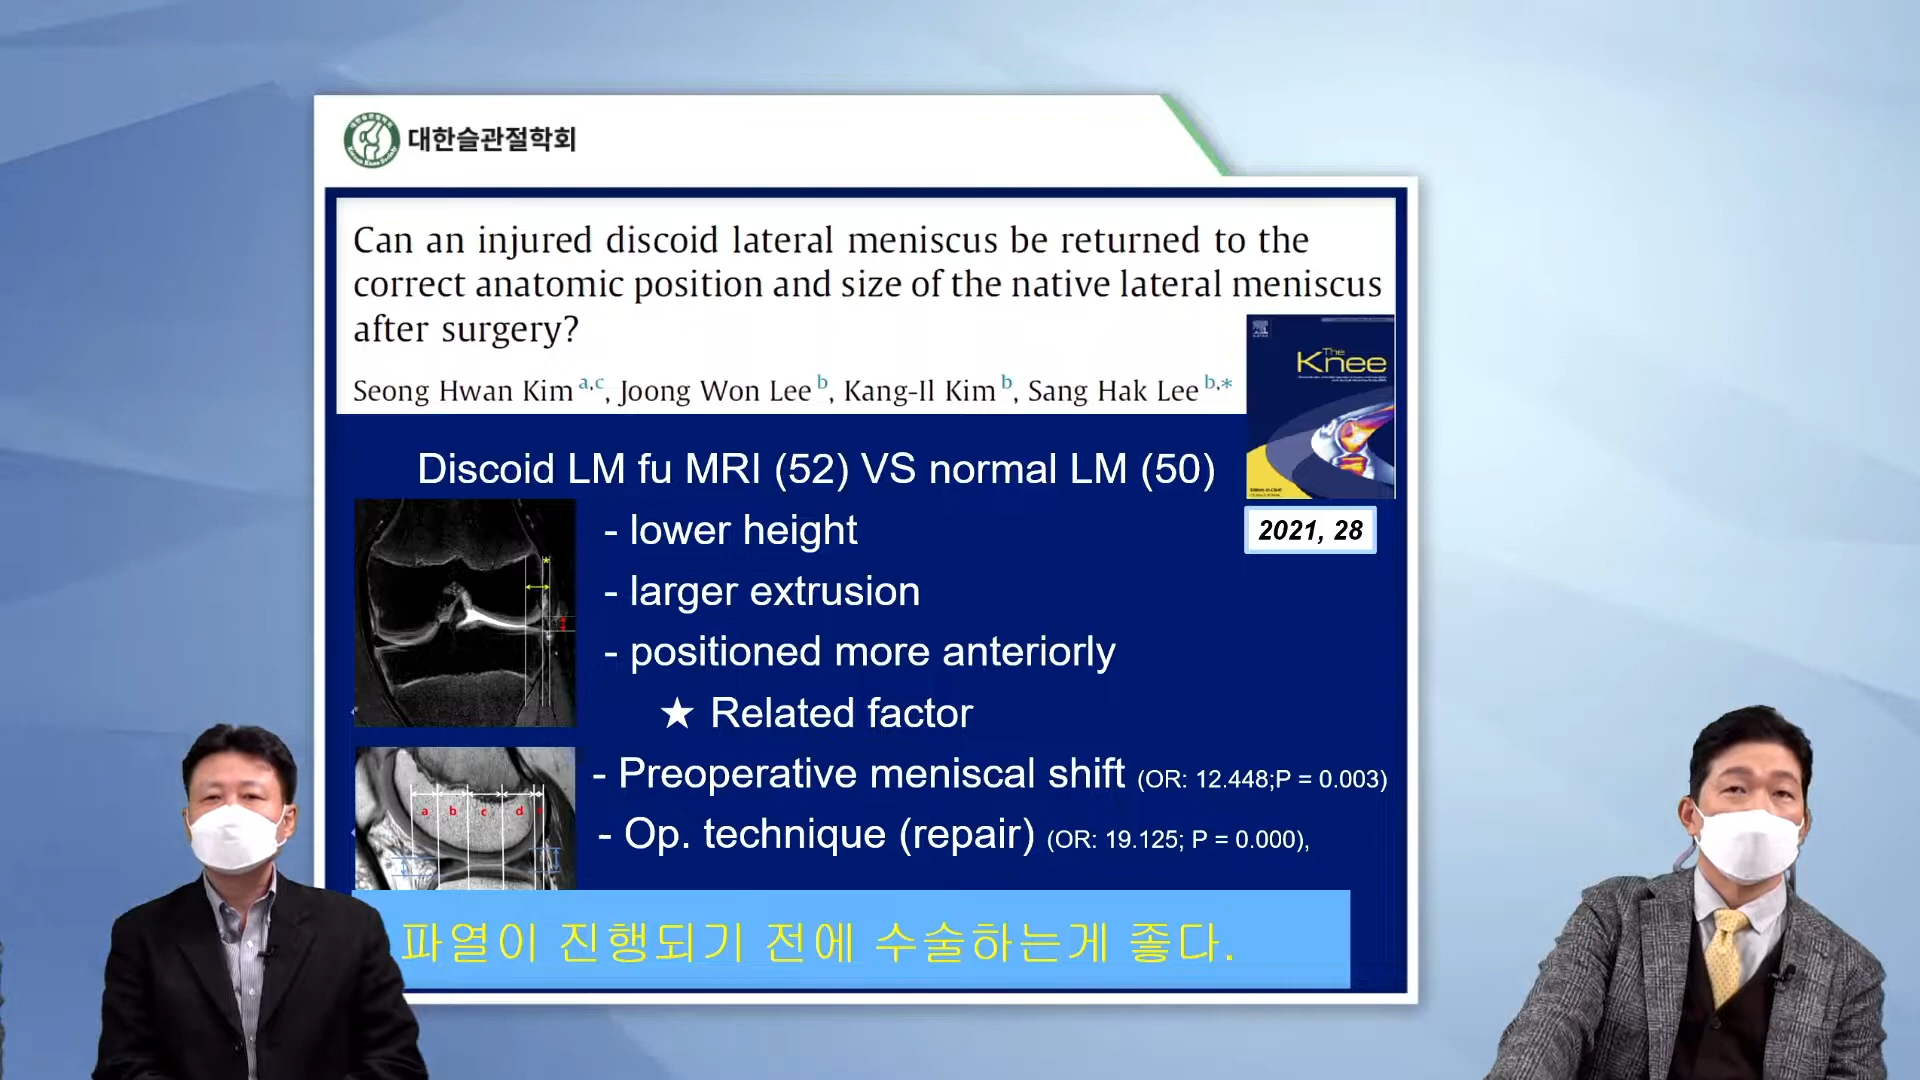 대한슬관절학회
Can an injured discoid lateral meniscus be returned to the
correct anatomic position and size of the native lateral meniscus
after surgery?
Seong Hwan Kim a,c, Joong Won Lee b, Kang-Il Kim b, Sang Hak Lee b,*
The
Knee
2021, 28
Discoid LM fu MRI (52) VS normal LM (50)
- lower height
- larger extrusion
- positioned more anteriorly
★ Related factor
- Preoperative meniscal shift (OR: 12.448;P = 0.003)
- Op. technique (repair) (OR: 19.125; P = 0.000),
a b c d
파열이 진행되기 전에 수술하는게 좋다.